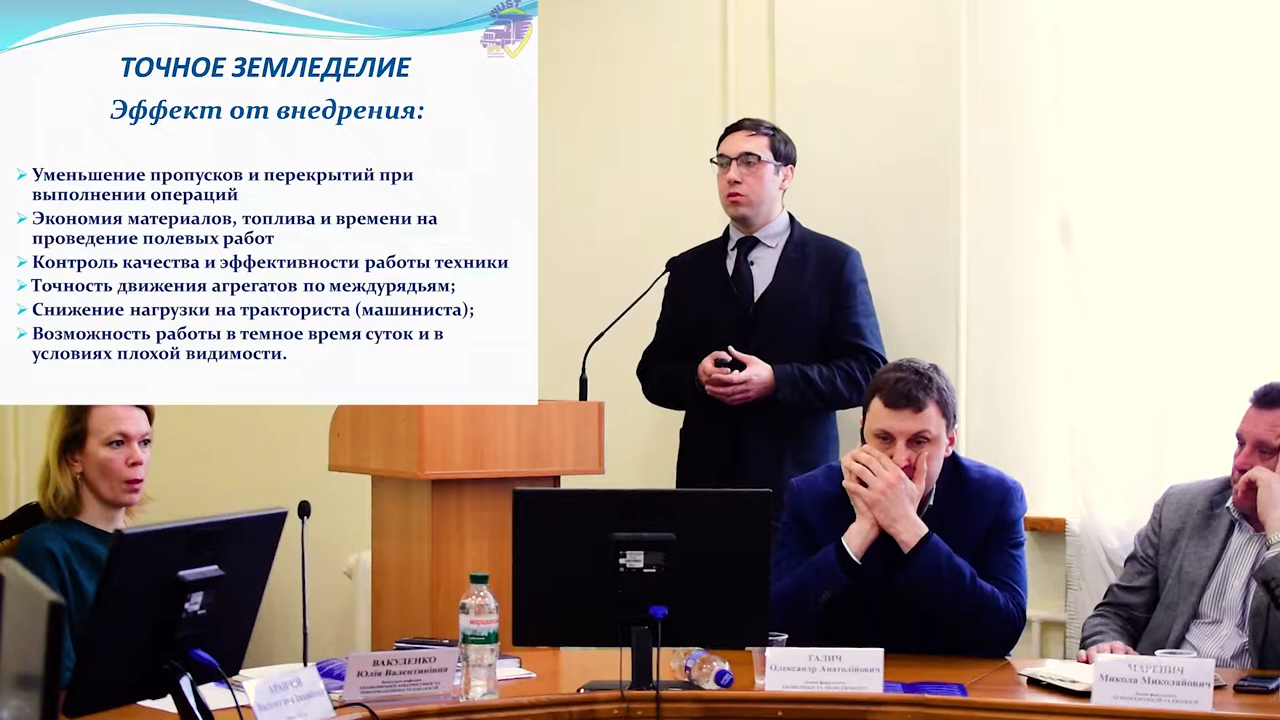 MUST
ТОЧНОЕ ЗЕМЛЕДЕЛИЕ
Эффект от внедрения:
Уменьшение пропусков и перекрытий при
выполнении операций
Экономия материалов, топлива и времени на
проведение полевых работ
Контроль качества и эффективности работы техники
Точность движения агрегатов по междурядьям;
Снижение нагрузки на тракториста (машиниста);
Возможность работы в темное время суток и в
условиях плохой видимости.
ВАКУЛЕНКО
Юлія Валентинівна
ГАЛИЧ
Олександр Анатолійович
МАРЕНИЧ
Микола Миколайович